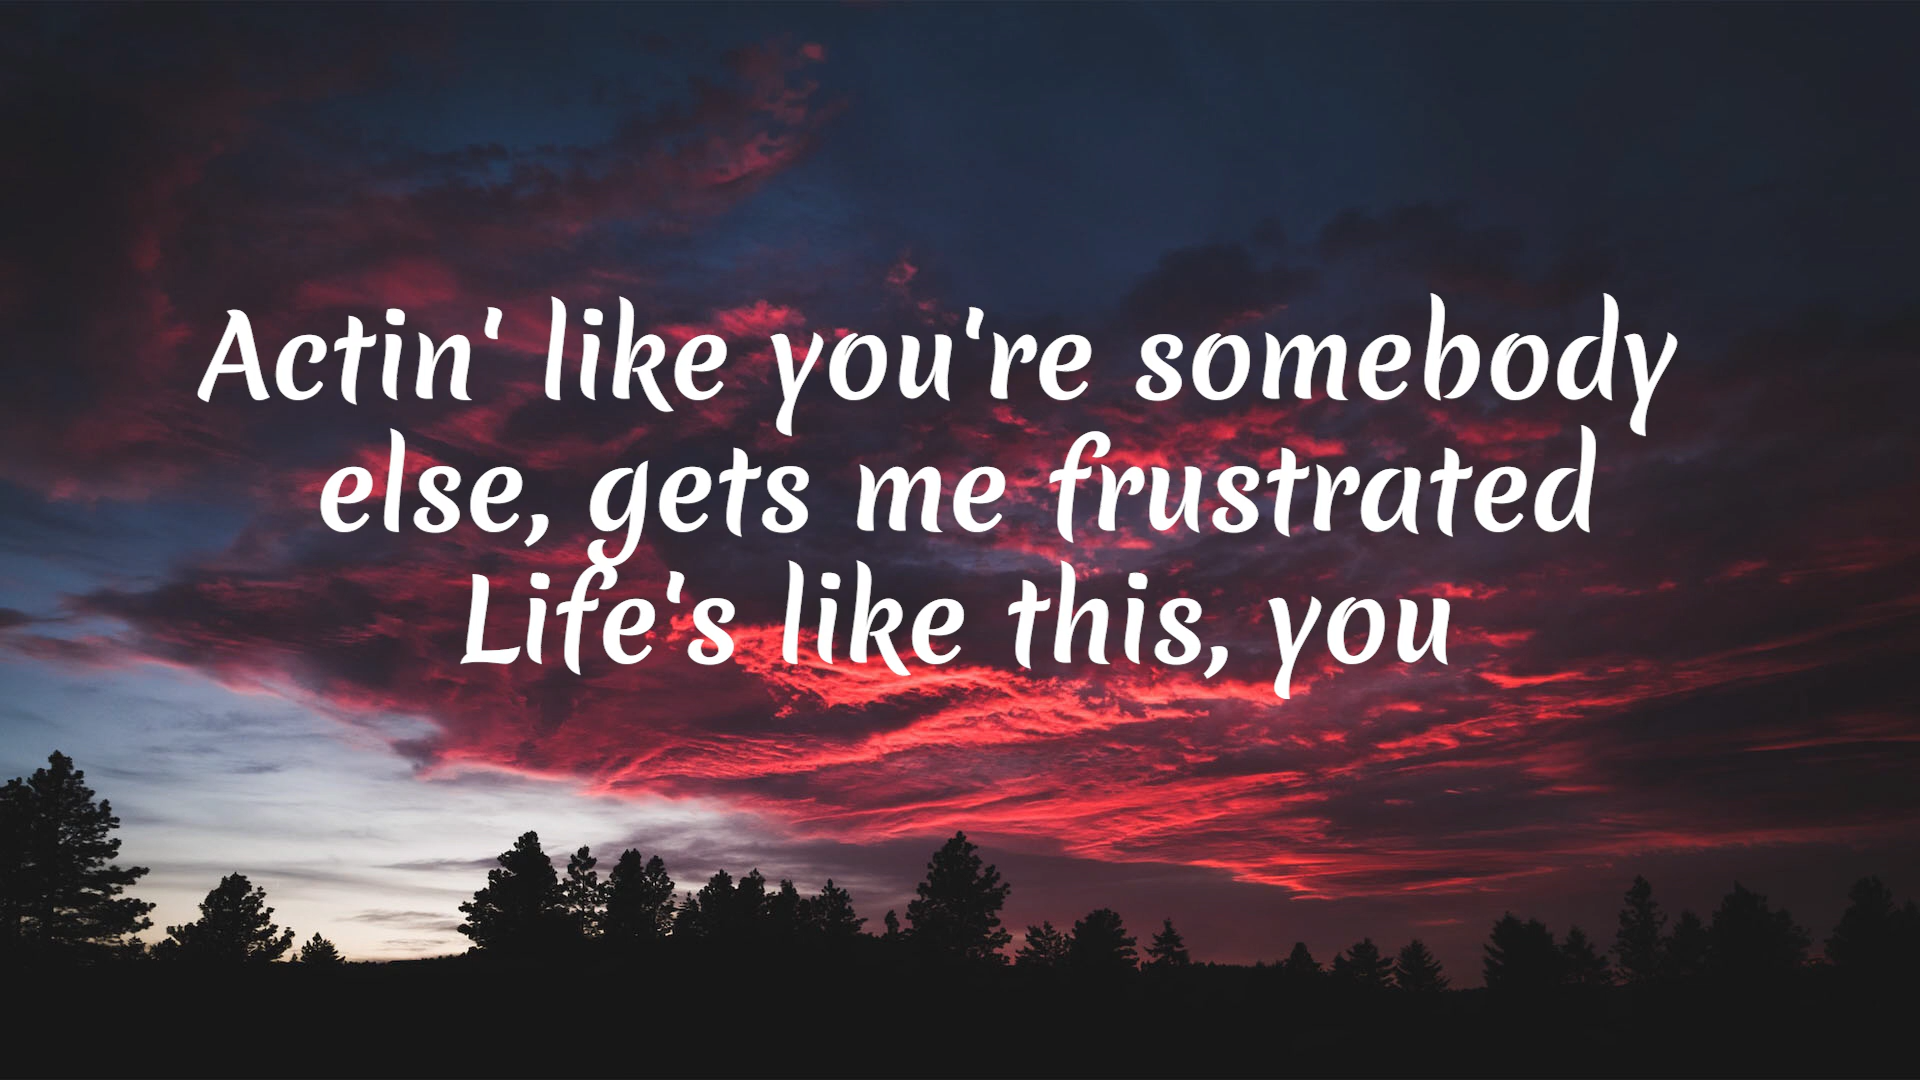 Actin' like you're somebody
else, gets me frustrated
Life's like this, you